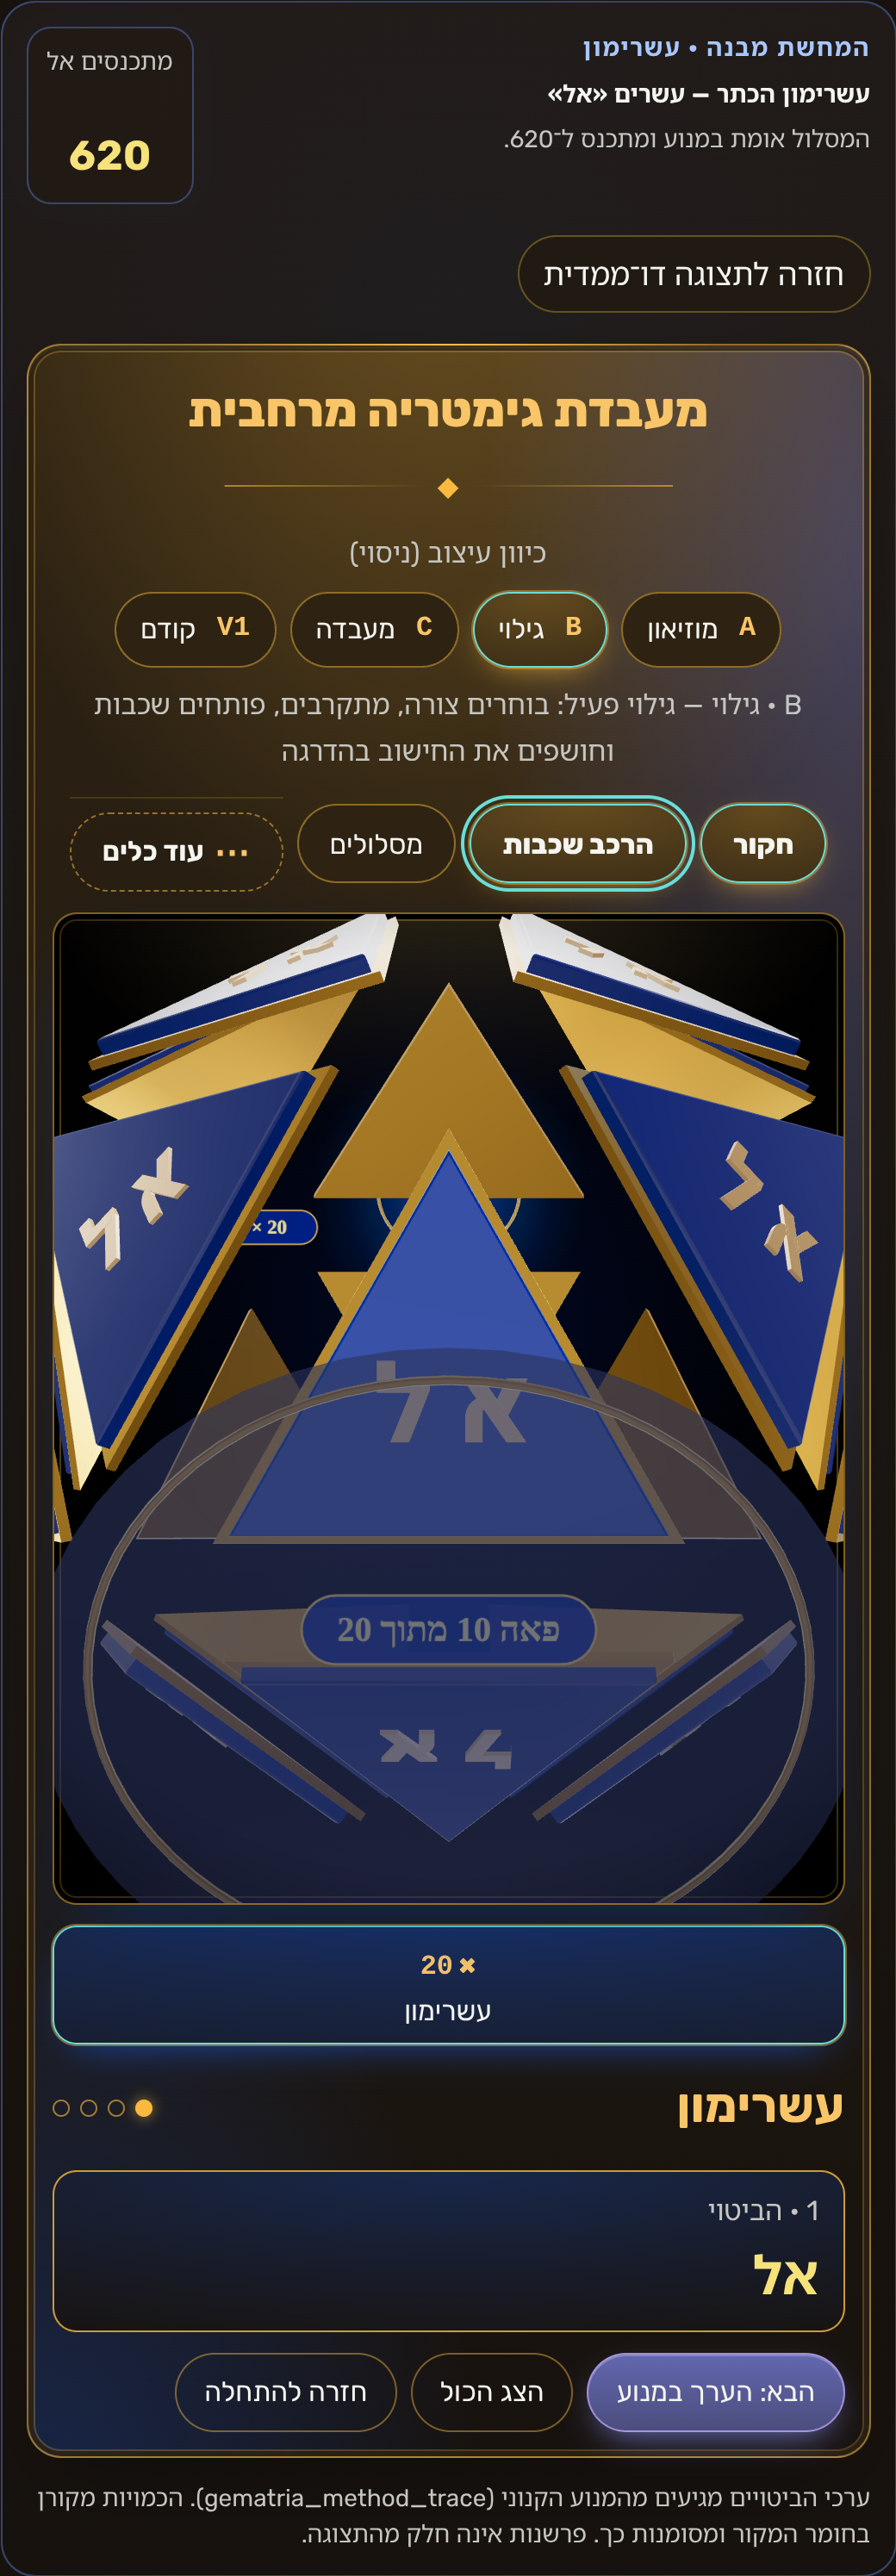 המחשת מבנה • עשרימון
עשרימון הכתר – עשרים «אל»
המסלול אומת במנוע ומתכנס ל־620.
מתכנסים אל
620
חזרה לתצוגה דו־ממדית
מעבדת גימטריה מרחבית
כיוון עיצוב (ניסוי)
A מוזיאון
B גילוי
C מעבדה
V1 קודם
B • גילוי – גילוי פעיל: בוחרים צורה, מתקרבים, פותחים שכבות
וחושפים את החישוב בהדרגה
חקור
הרכב שכבות
מסלולים
··· עוד כלים
אל
אל
× 20
אל
פאה 10 מתוך 20
אל
20 ×
עשרימון
עשרימון
1 • הביטוי
אל
הבא: הערך במנוע
הצג הכול
חזרה להתחלה
ערכי הביטויים מגיעים מהמנוע הקנוני (gematria_method_trace). הכמויות מקורן
בחומר המקור ומסומנות כך. פרשנות אינה חלק מהתצוגה.